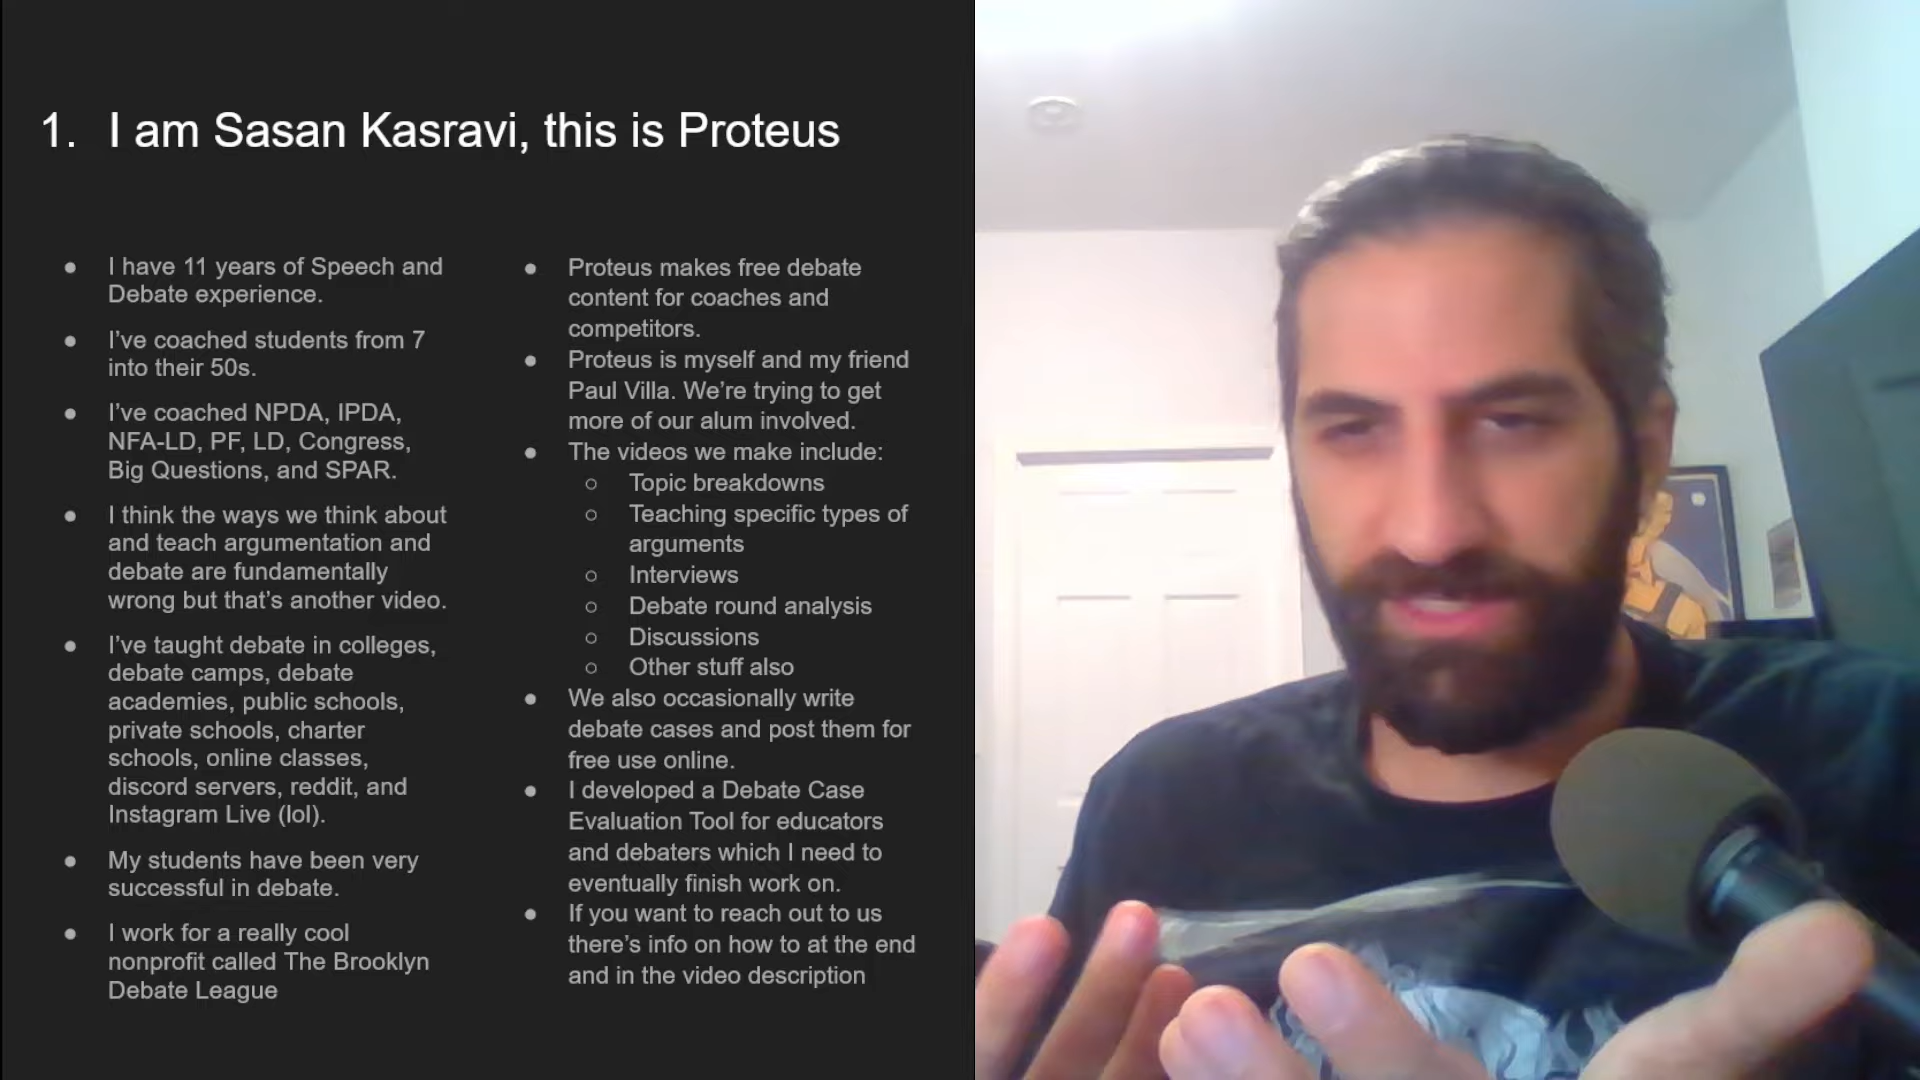 1. I am Sasan Kasravi, this is Proteus
● I have 11 years of Speech and
Debate experience.
● I've coached students from 7
into their 50s.
● I've coached NPDA, IPDA,
NFA-LD, PF, LD, Congress,
Big Questions, and SPAR.
● I think the ways we think about
and teach argumentation and
debate are fundamentally
wrong but that's another video.
● I've taught debate in colleges,
debate camps, debate
academies, public schools,
private schools, charter
schools, online classes,
discord servers, reddit, and
Instagram Live (lol).
● My students have been very
successful in debate.
● I work for a really cool
nonprofit called The Brooklyn
Debate League
● Proteus makes free debate
content for coaches and
competitors.
● Proteus is myself and my friend
Paul Villa. We're trying to get
more of our alum involved.
● The videos we make include:
○ Topic breakdowns
○ Teaching specific types of
arguments
○ Interviews
○ Debate round analysis
○ Discussions
○ Other stuff also
● We also occasionally write
debate cases and post them for
free use online.
● I developed a Debate Case
Evaluation Tool for educators
and debaters which I need to
eventually finish work on.
● If you want to reach out to us
there's info on how to at the end
and in the video description